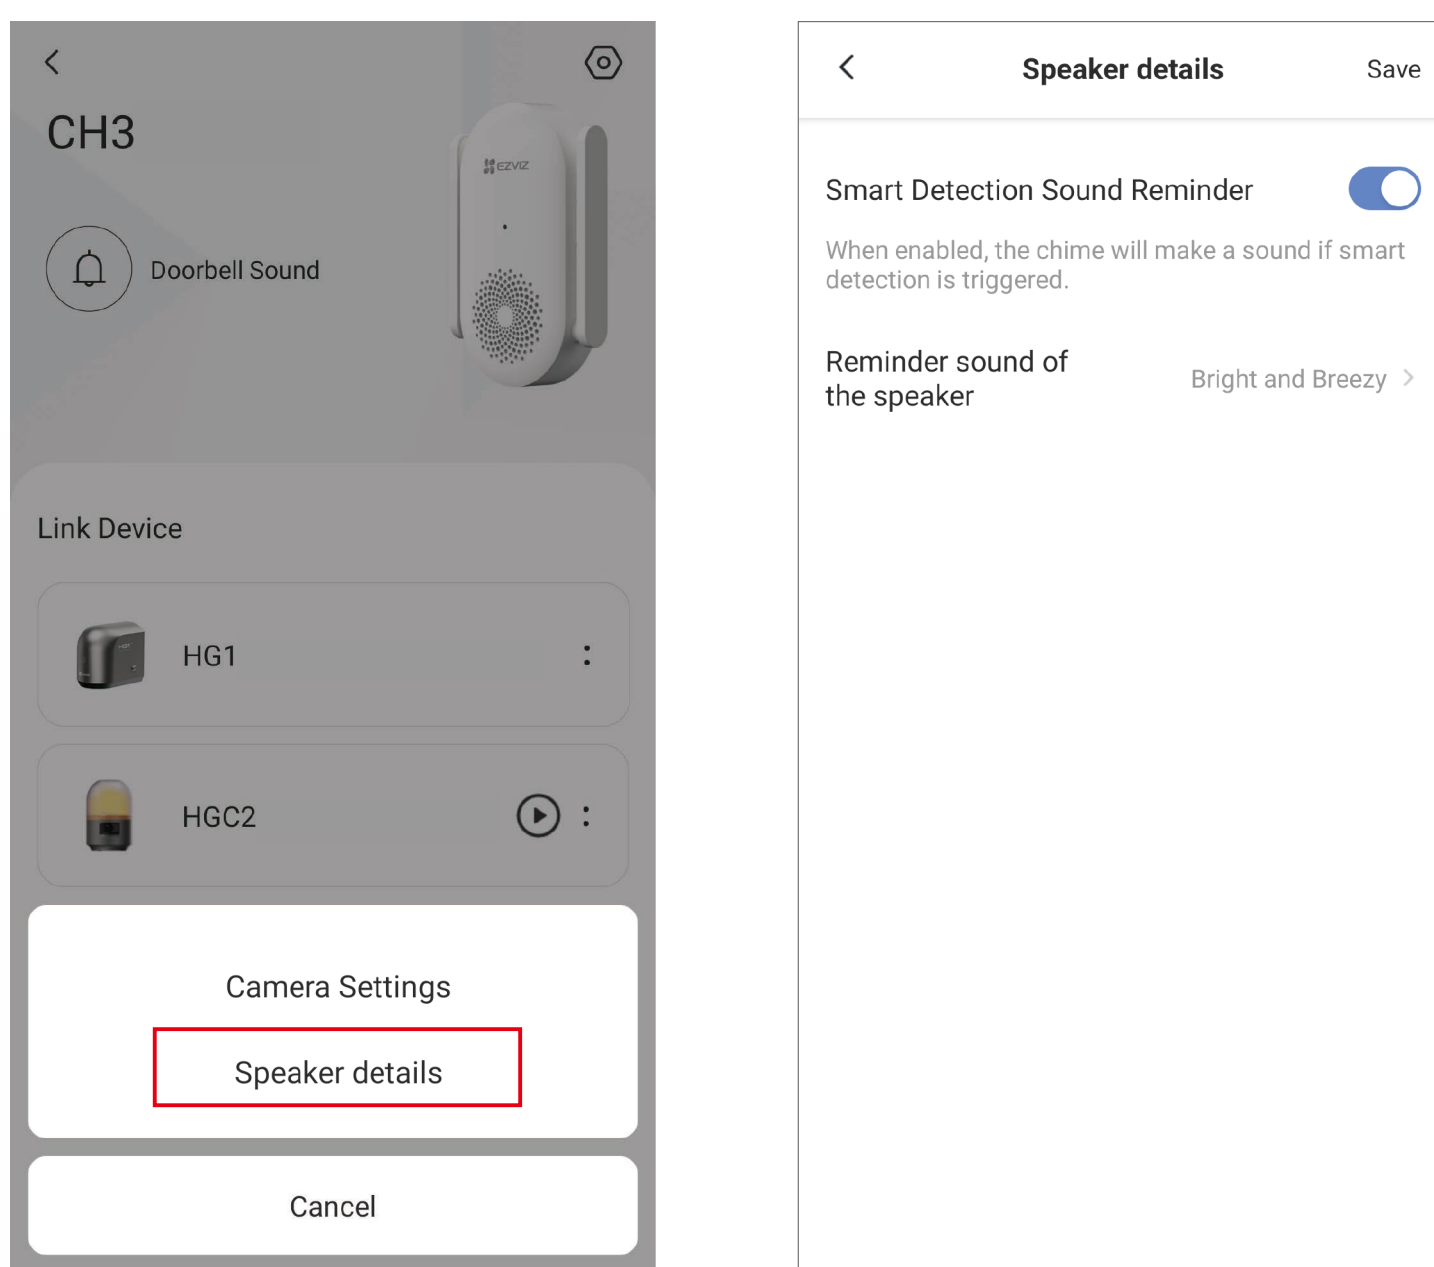 CH3
EZVIZ
Doorbell Sound
Link Device
HG1
HGC2
Camera Settings
Speaker details
Cancel
Speaker details
Save
Smart Detection Sound Reminder
When enabled, the chime will make a sound if smart
detection is triggered.
Reminder sound of
the speaker
Bright and Breezy